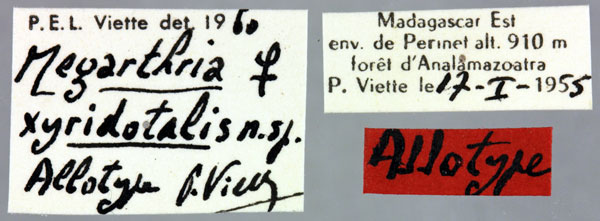 P.E.L. Viette det. 1960
Megarthria ♀
xyridotalis n. sp.
Allotype P. Viette
Madagascar Est
env. de Perinet alt. 910 m
forêt d'Analamazoatra
P. Viette le 17-I-1955
Allotype